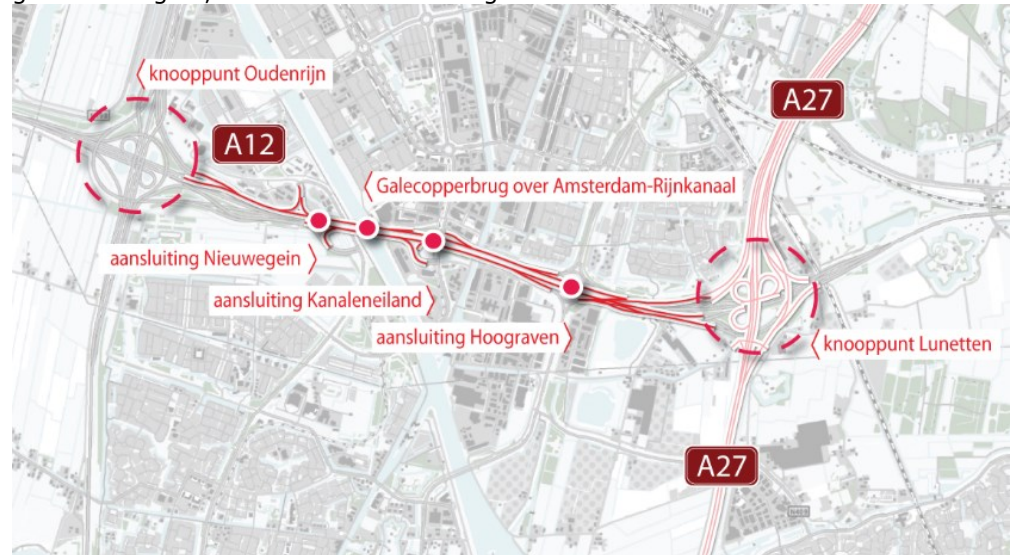 knooppunt Oudenrijn
A27
A12
Galecopperbrug over Amsterdam-Rijnkanaal
aansluiting Nieuwegein
aansluiting Kanaleneiland
aansluiting Hoograven
knooppunt Lunetten
A27